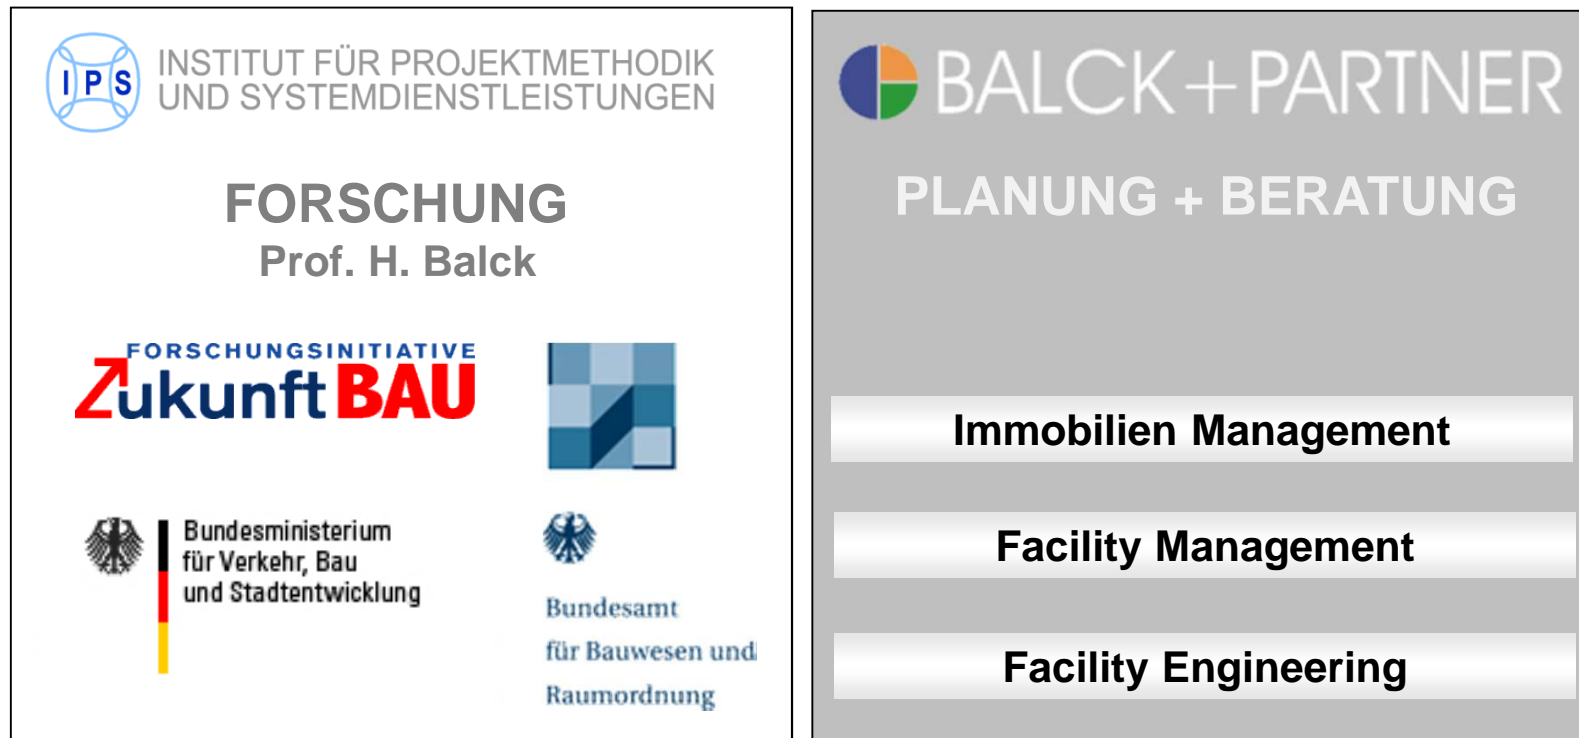 IPS
INSTITUT FÜR PROJEKTMETHODIK
UND SYSTEMDIENSTLEISTUNGEN
FORSCHUNG
Prof. H. Balck
FORSCHUNGSINITIATIVE
ZukunftBAU
Bundesministerium
für Verkehr, Bau
und Stadtentwicklung
Bundesamt
für Bauwesen und
Raumordnung
BALCK+PARTNER
PLANUNG + BERATUNG
Immobilien Management
Facility Management
Facility Engineering